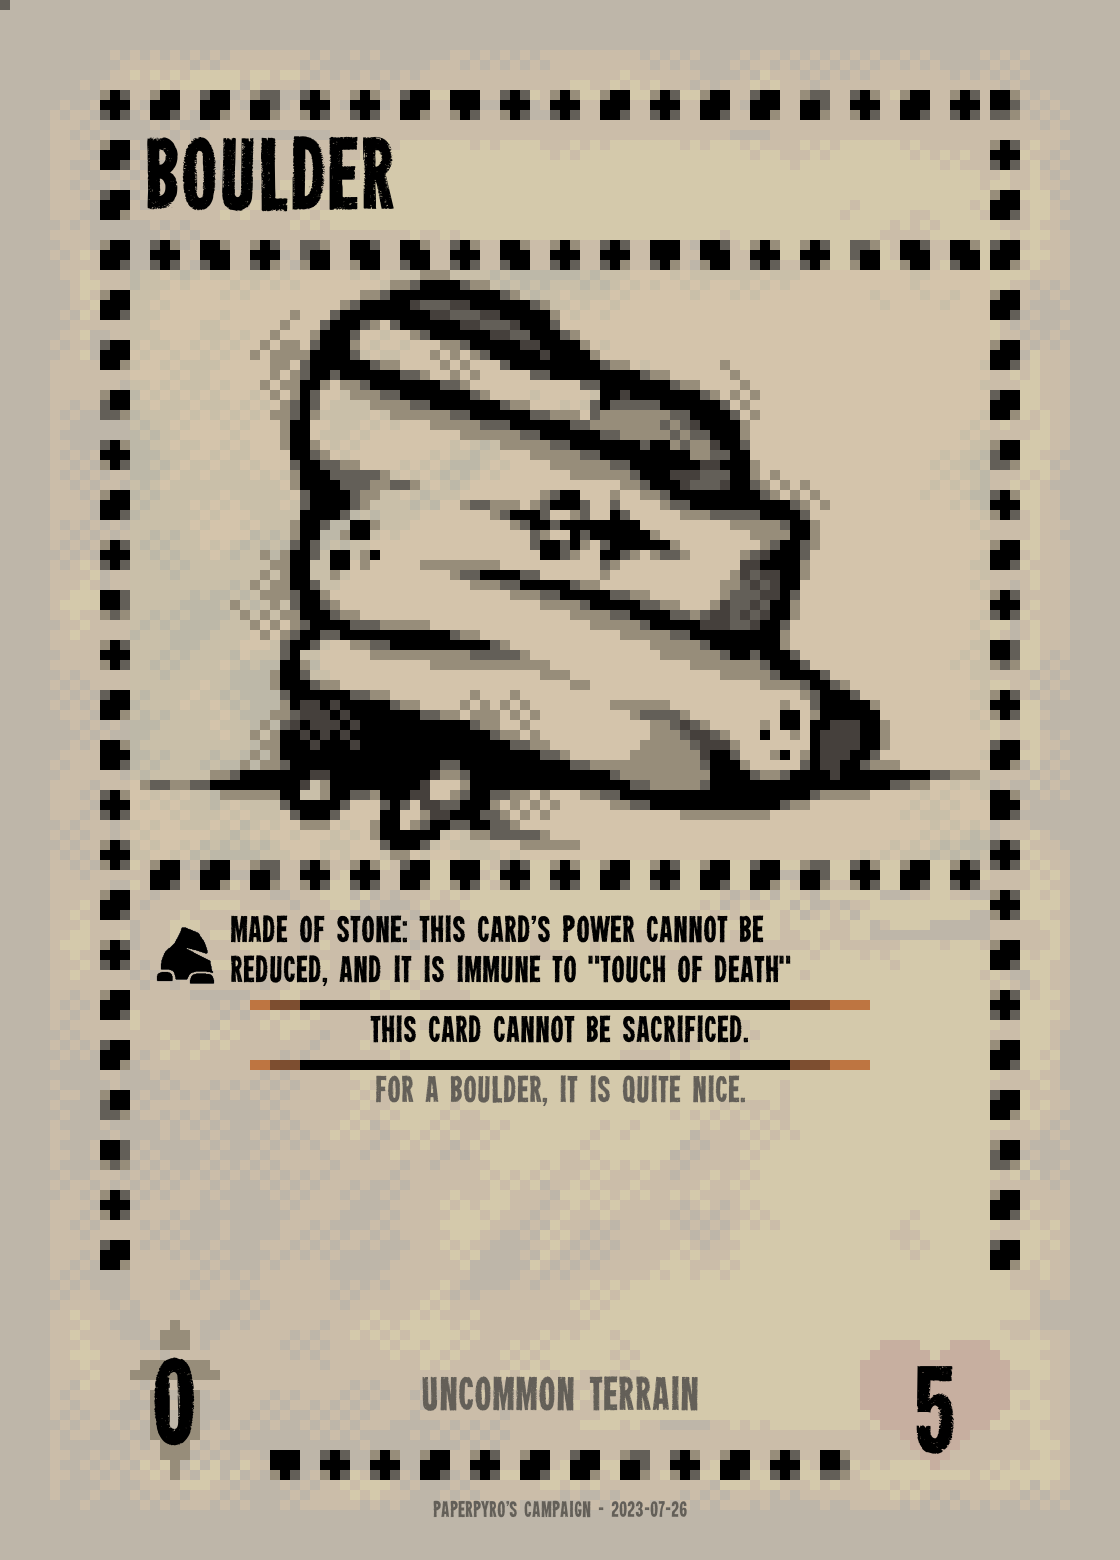 BOULDER
MADE OF STONE: THIS CARD'S POWER CANNOT BE
REDUCED, AND IT IS IMMUNE TO "TOUCH OF DEATH"
THIS CARD CANNOT BE SACRIFICED.
FOR A BOULDER, IT IS QUITE NICE.
0
UNCOMMON TERRAIN
5
PAPERPYRO'S CAMPAIGN - 2023-07-26